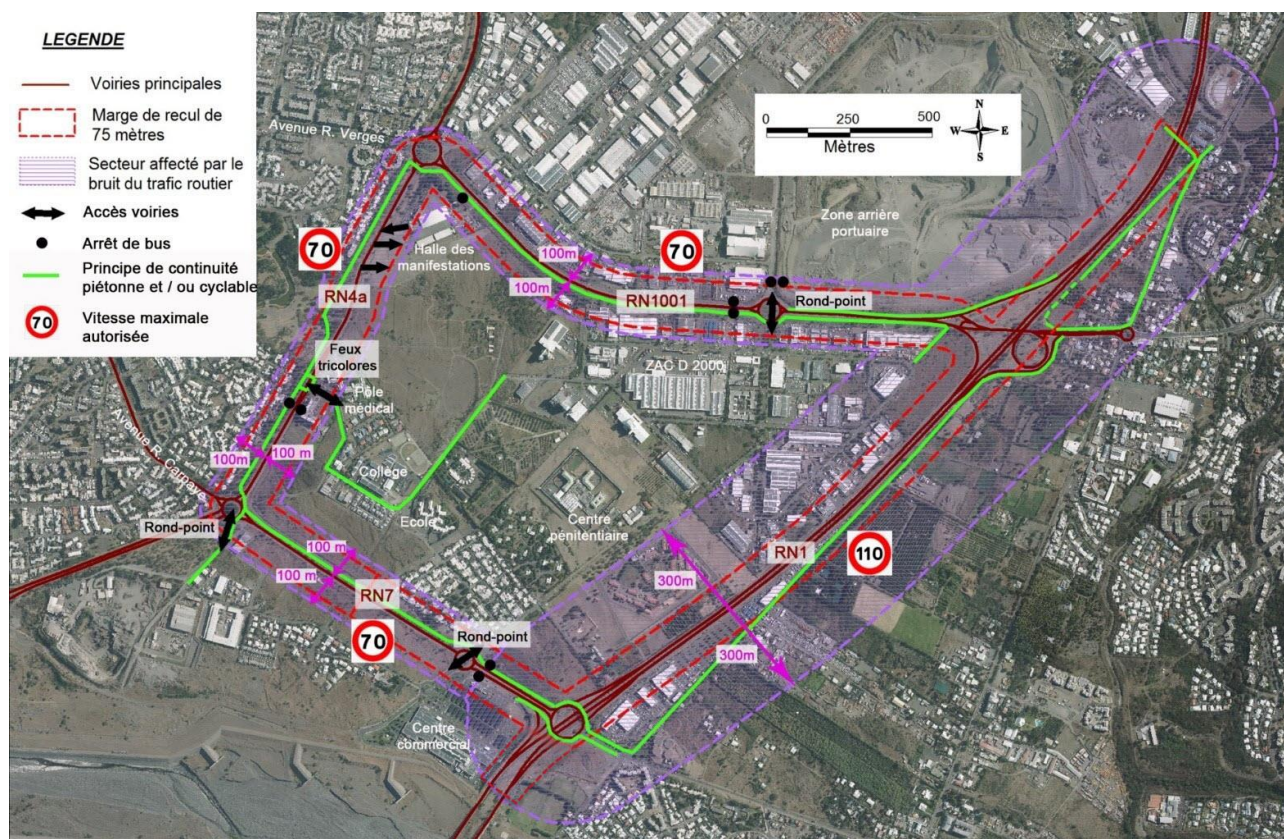 LEGENDE
Voiries principales
Marge de recul de
75 mètres
Secteur affecté par le
bruit du trafic routier
Accès voiries
Arrêt de bus
Principe de continuité
piétonne et / ou cyclable
70
Vitesse maximale
autorisée
0 250 500
Mètres
N
W E
S
Avenue R. Verges
70
Halle des
manifestations
RN4a
100m
100m
70
RN1001
Zone arrière
portuaire
Rond-point
ZAC D 2000
Feux
tricolores
Pôle
médical
Avenue R. Carpaye
100m
100 m
Collège
Ecole
Rond-point
Centre
pénitentiaire
100 m
100 m
RN7
70
Rond-point
RN1
110
300m
300m
Centre
commercial